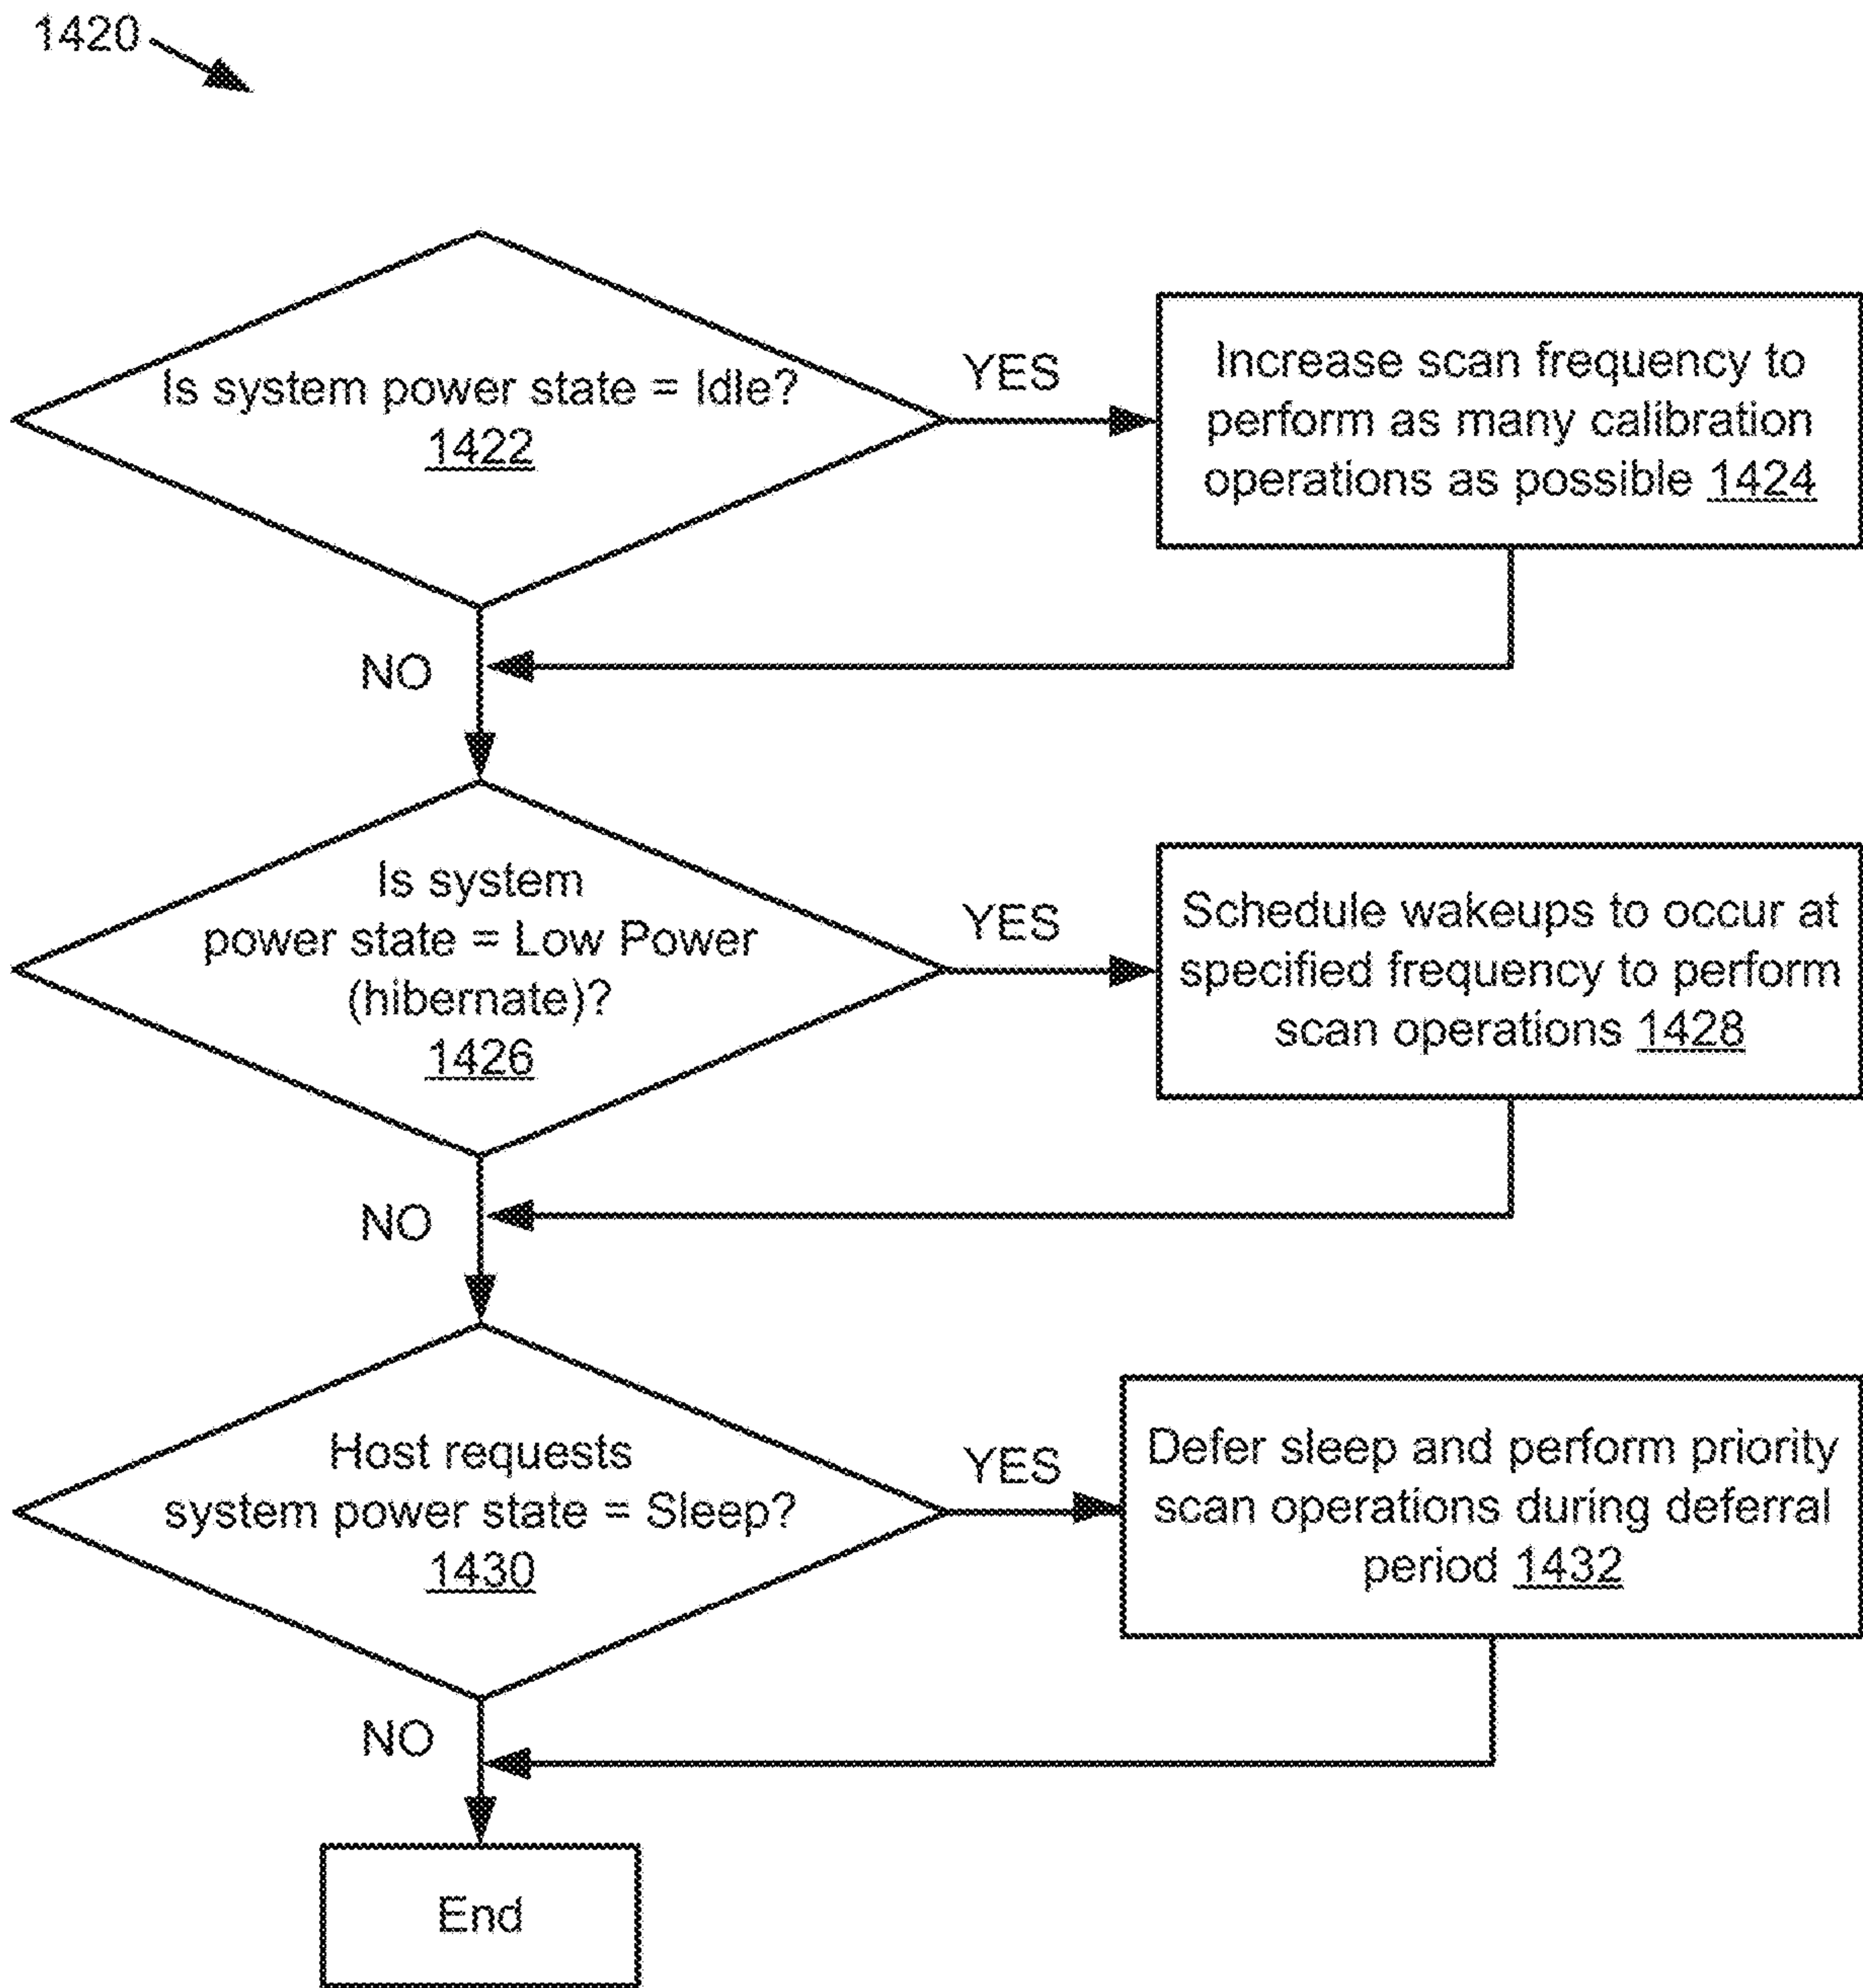 1420
Is system power state = Idle?
1422
YES
Increase scan frequency to
perform as many calibration
operations as possible 1424
NO
Is system
power state = Low Power
(hibernate)?
1426
YES
Schedule wakeups to occur at
specified frequency to perform
scan operations 1428
NO
Host requests
system power state = Sleep?
1430
YES
Defer sleep and perform priority
scan operations during deferral
period 1432
NO
End